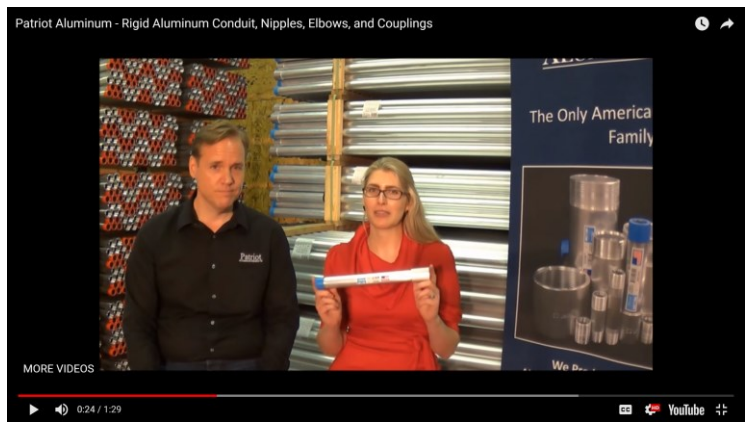 Patriot Aluminum - Rigid Aluminum Conduit, Nipples, Elbows, and Couplings
The Only America
Family
Patriot
We
MORE VIDEOS
0:24 / 1:29
CC
YouTube